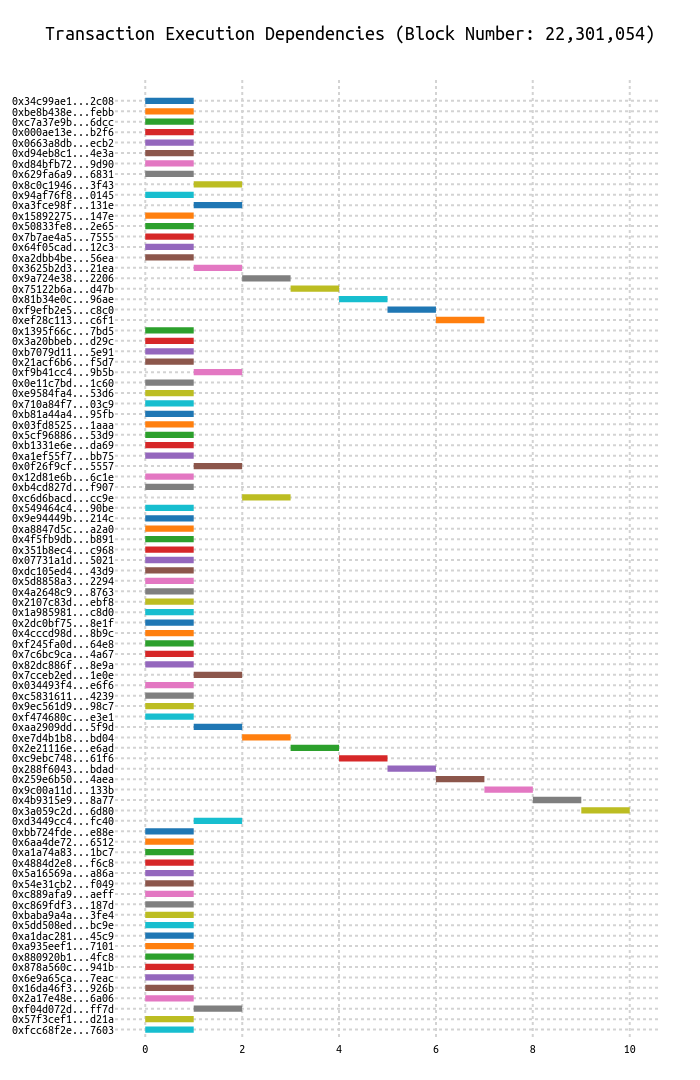 Transaction Execution Dependencies (Block Number: 22,301,054)
0x34c99ae1...2c08
0xbe8b438e...febb
0xc7a37e9b...6dcc
0x000ae13e...b2f6
0x0663a8db...ecb2
0xd94eb8c1...4e3a
0xd84bfb72...9d90
0x629fa6a9...6831
0x8c0c1946...3f43
0x94af76f8...0145
0xa3fce98f...131e
0x15892275...147e
0x50833fe8...2e65
0x7b7ae4a5...7555
0x64f05cad...12c3
0xa2dbb4be...56ea
0x3625b2d3...21ea
0x9a724e38...2206
0x75122b6a...d47b
0x81b34e0c...96ae
0xf9efb2e5...c8c0
0xef28c113...c6f1
0x1395f66c...7bd5
0x3a20bbeb...d29c
0xb7079d11...5e91
0x21acf6b6...f5d7
0xf9b41cc4...9b5b
0x0e11c7bd...1c60
0xe9584fa4...53d6
0x710a84f7...03c9
0xb81a44a4...95fb
0x03fd8525...1aaa
0x5cf96886...53d9
0xb1331e6e...da69
0xa1ef55f7...bb75
0x0f26f9cf...5557
0x12d81e6b...6c1e
0xb4cd827d...f907
0xc6d6bacd...cc9e
0x549464c4...90be
0x9e94449b...214c
0xa8847d5c...a2a0
0x4f5fb9db...b891
0x351b8ec4...c968
0x07731a1d...5021
0xdc105ed4...43d9
0x5d8858a3...2294
0x4a2648c9...8763
0x2107c83d...ebf8
0x1a985981...c8d0
0x2dc0bf75...8e1f
0x4cccd98d...8b9c
0xf245fa0d...64e8
0x7c6bc9ca...4a67
0x82dc886f...8e9a
0x7cceb2ed...1e0e
0x034493f4...e6f6
0xc5831611...4239
0x9ec561d9...98c7
0xf474680c...e3e1
0xaa2909dd...5f9d
0xe7d4b1b8...bd04
0x2e21116e...e6ad
0xc9ebc748...61f6
0x288f6043...bdad
0x259e6b50...4aea
0x9c00a11d...133b
0x4b9315e9...8a77
0x3a059c2d...6d80
0xd3449cc4...fc40
0xbb724fde...e88e
0x6aa4de72...6512
0xa1a74a83...1bc7
0x4884d2e8...f6c8
0x5a16569a...a86a
0x54e31cb2...f049
0xc889afa9...aeff
0xc869fdf3...187d
0xbaba9a4a...3fe4
0x5dd508ed...bc9e
0xa1dac281...45c9
0xa935eef1...7101
0x880920b1...4fc8
0x878a560c...941b
0x6e9a65ca...7eac
0x16da46f3...926b
0x2a17e48e...6a06
0xf04d072d...ff7d
0x57f3cef1...d21a
0xfcc68f2e...7603
0 2 4 6 8 10